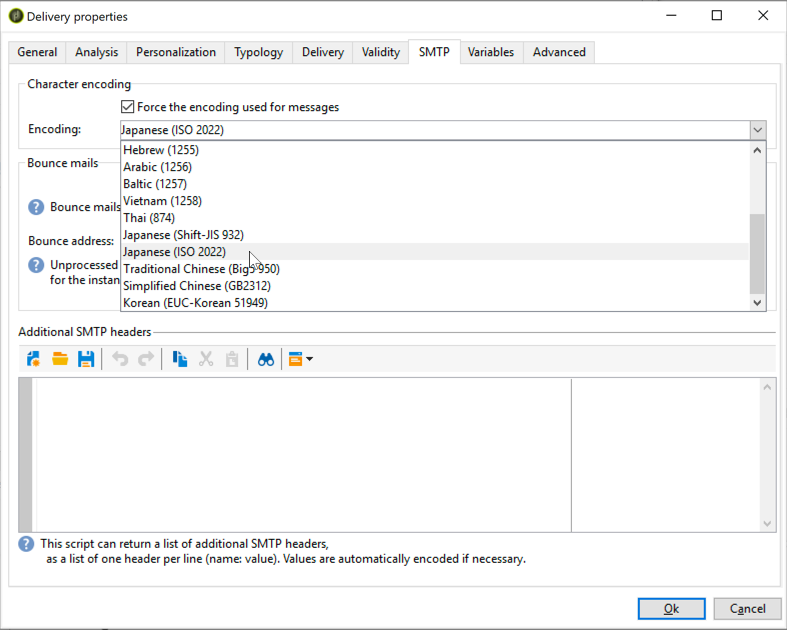 Delivery properties
General Analysis Personalization Typology Delivery Validity SMTP Variables Advanced
Character encoding
Force the encoding used for messages
Encoding: Japanese (ISO 2022)
Hebrew (1255)
Bounce mails
Arabic (1256)
Baltic (1257)
Vietnam (1258)
Bounce mails
Thai (874)
Japanese (Shift-JIS 932)
Bounce address:
Japanese (ISO 2022)
Unprocessed
Traditional Chinese (Big5 950)
for the instan
Simplified Chinese (GB2312)
Korean (EUC-Korean 51949)
Additional SMTP headers
This script can return a list of additional SMTP headers,
as a list of one header per line (name: value). Values are automatically encoded if necessary.
Ok Cancel